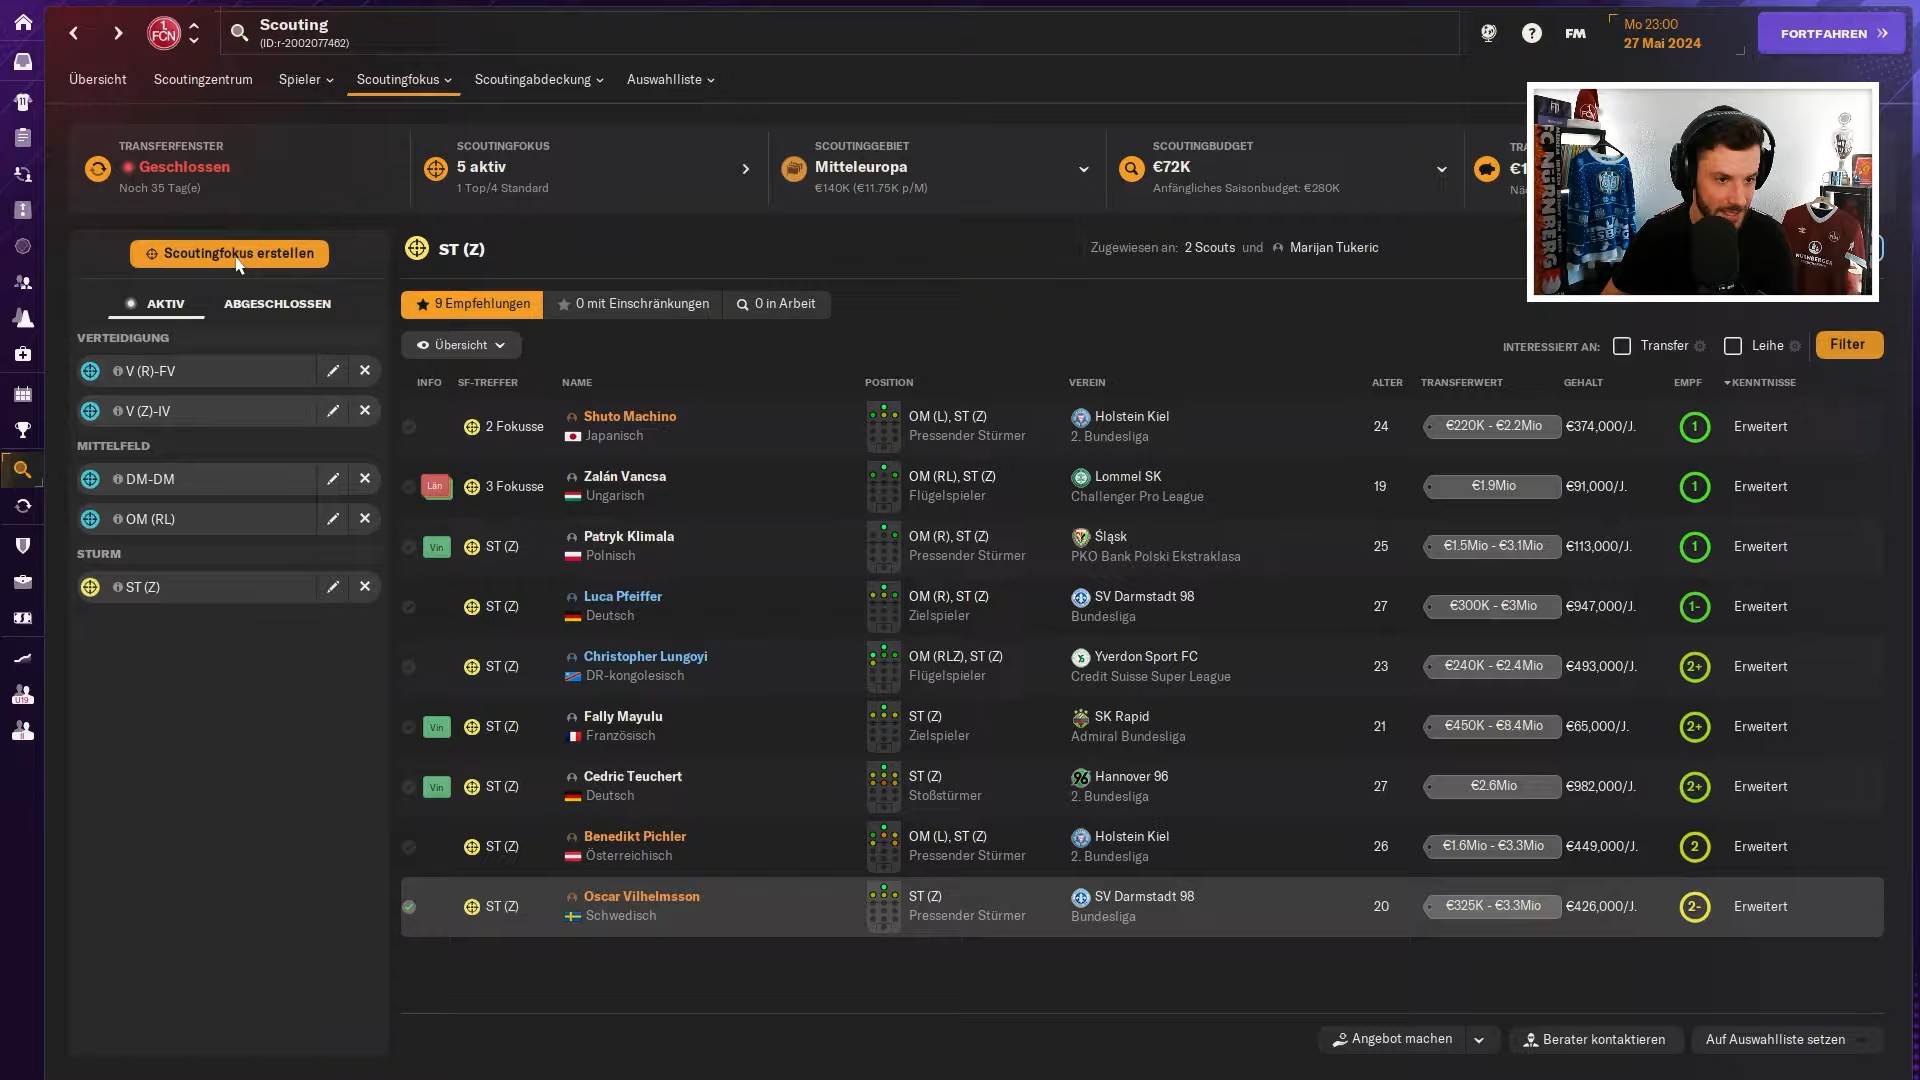 Scouting
(ID:r-2002077462)
FM
Mo 23:00
27 Mai 2024
FORTFAHREN
Übersicht
Scoutingzentrum
Spieler
Scoutingfokus
Scoutingabdeckung
Auswahlliste
TRANSFERFENSTER
Geschlossen
Noch 35 Tag(e)
SCOUTINGFOKUS
5 aktiv
1 Top/4 Standard
SCOUTINGGEBIET
Mitteleuropa
€140K (€11.75K p/M)
SCOUTINGBUDGET
€72K
Anfängliches Saisonbudget: €280K
Scoutingfokus erstellen
AKTIV
ABGESCHLOSSEN
VERTEIDIGUNG
V (R)-FV
V (Z)-IV
MITTELFELD
DM-DM
OM (RL)
STURM
ST (Z)
ST (Z)
Zugewiesen an: 2 Scouts und Marijan Tukeric
9 Empfehlungen
0 mit Einschränkungen
0 in Arbeit
Übersicht
INTERESSIERT AN:
Transfer
Leihe
Filter
INFO SF-TREFFER NAME POSITION VEREIN ALTER TRANSFERWERT GEHALT EMPF KENNTNISSE
2 Fokusse Shuto Machino OM (L), ST (Z) Holstein Kiel 24 €220K - €2.2Mio €374,000/J. 1 Erweitert
Japanisch Pressender Stürmer 2. Bundesliga
Län 3 Fokusse Zalán Vancsa OM (RL), ST (Z) Lommel SK 19 €1.9Mio €91,000/J. 1 Erweitert
Ungarisch Flügelspieler Challenger Pro League
Vin ST (Z) Patryk Klimala OM (R), ST (Z) Śląsk 25 €1.5Mio - €3.1Mio €113,000/J. 1 Erweitert
Polnisch Pressender Stürmer PKO Bank Polski Ekstraklasa
ST (Z) Luca Pfeiffer OM (R), ST (Z) SV Darmstadt 98 27 €300K - €3Mio €947,000/J. 1- Erweitert
Deutsch Zielspieler Bundesliga
ST (Z) Christopher Lungoyi OM (RLZ), ST (Z) Yverdon Sport FC 23 €240K - €2.4Mio €493,000/J. 2+ Erweitert
DR-kongolesisch Flügelspieler Credit Suisse Super League
Vin ST (Z) Fally Mayulu ST (Z) SK Rapid 21 €450K - €8.4Mio €65,000/J. 2+ Erweitert
Französisch Zielspieler Admiral Bundesliga
Vin ST (Z) Cedric Teuchert ST (Z) Hannover 96 27 €2.6Mio €982,000/J. 2+ Erweitert
Deutsch Stoßstürmer 2. Bundesliga
ST (Z) Benedikt Pichler OM (L), ST (Z) Holstein Kiel 26 €1.6Mio - €3.3Mio €449,000/J. 2 Erweitert
Österreichisch Pressender Stürmer 2. Bundesliga
ST (Z) Oscar Vilhelmsson ST (Z) SV Darmstadt 98 20 €325K - €3.3Mio €426,000/J. 2- Erweitert
Schwedisch Pressender Stürmer Bundesliga
Angebot machen
Berater kontaktieren
Auf Auswahlliste setzen